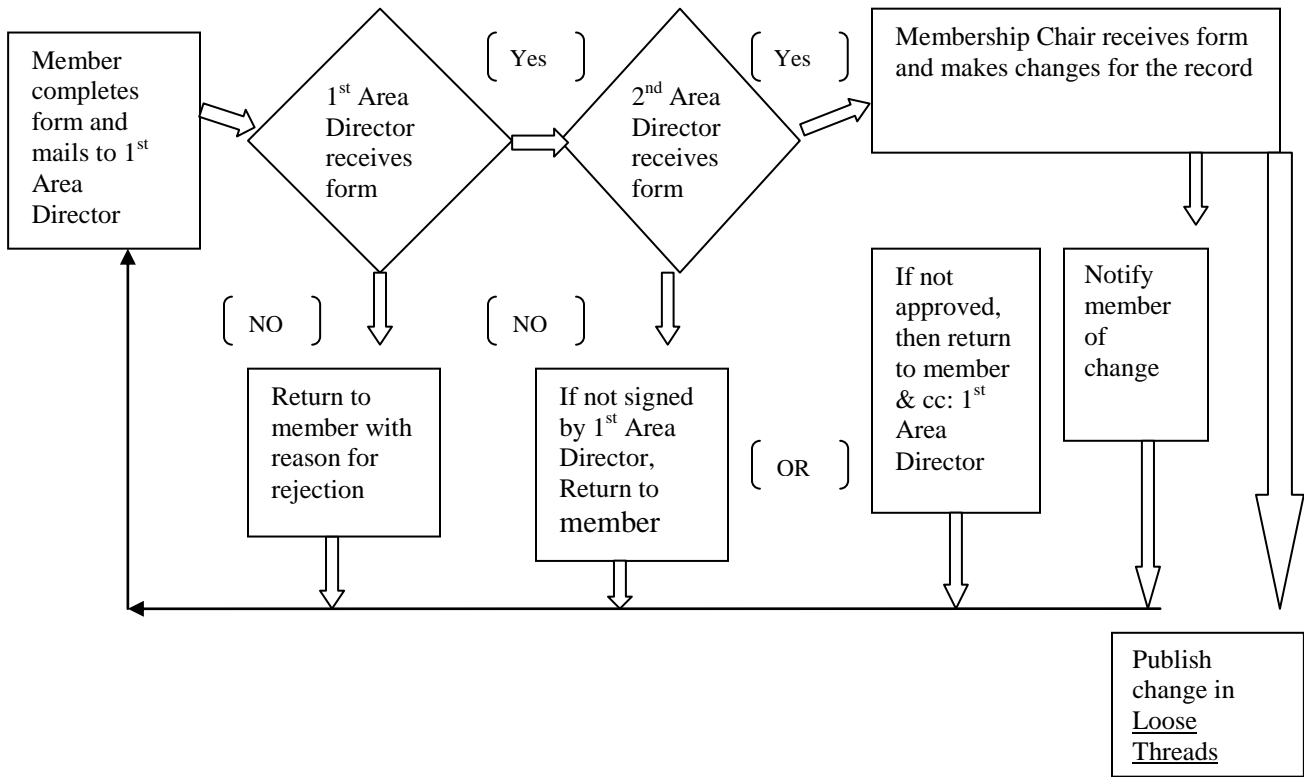 Member
completes
form and
mails to 1st
Area
Director
1st Area
Director
receives
form
Yes
2nd Area
Director
receives
form
Yes
Membership Chair receives form
and makes changes for the record
NO
Return to
member with
reason for
rejection
NO
If not signed
by 1st Area
Director,
Return to
member
OR
If not
approved,
then return
to member
& cc: 1st
Area
Director
Notify
member
of
change
Publish
change in
Loose
Threads